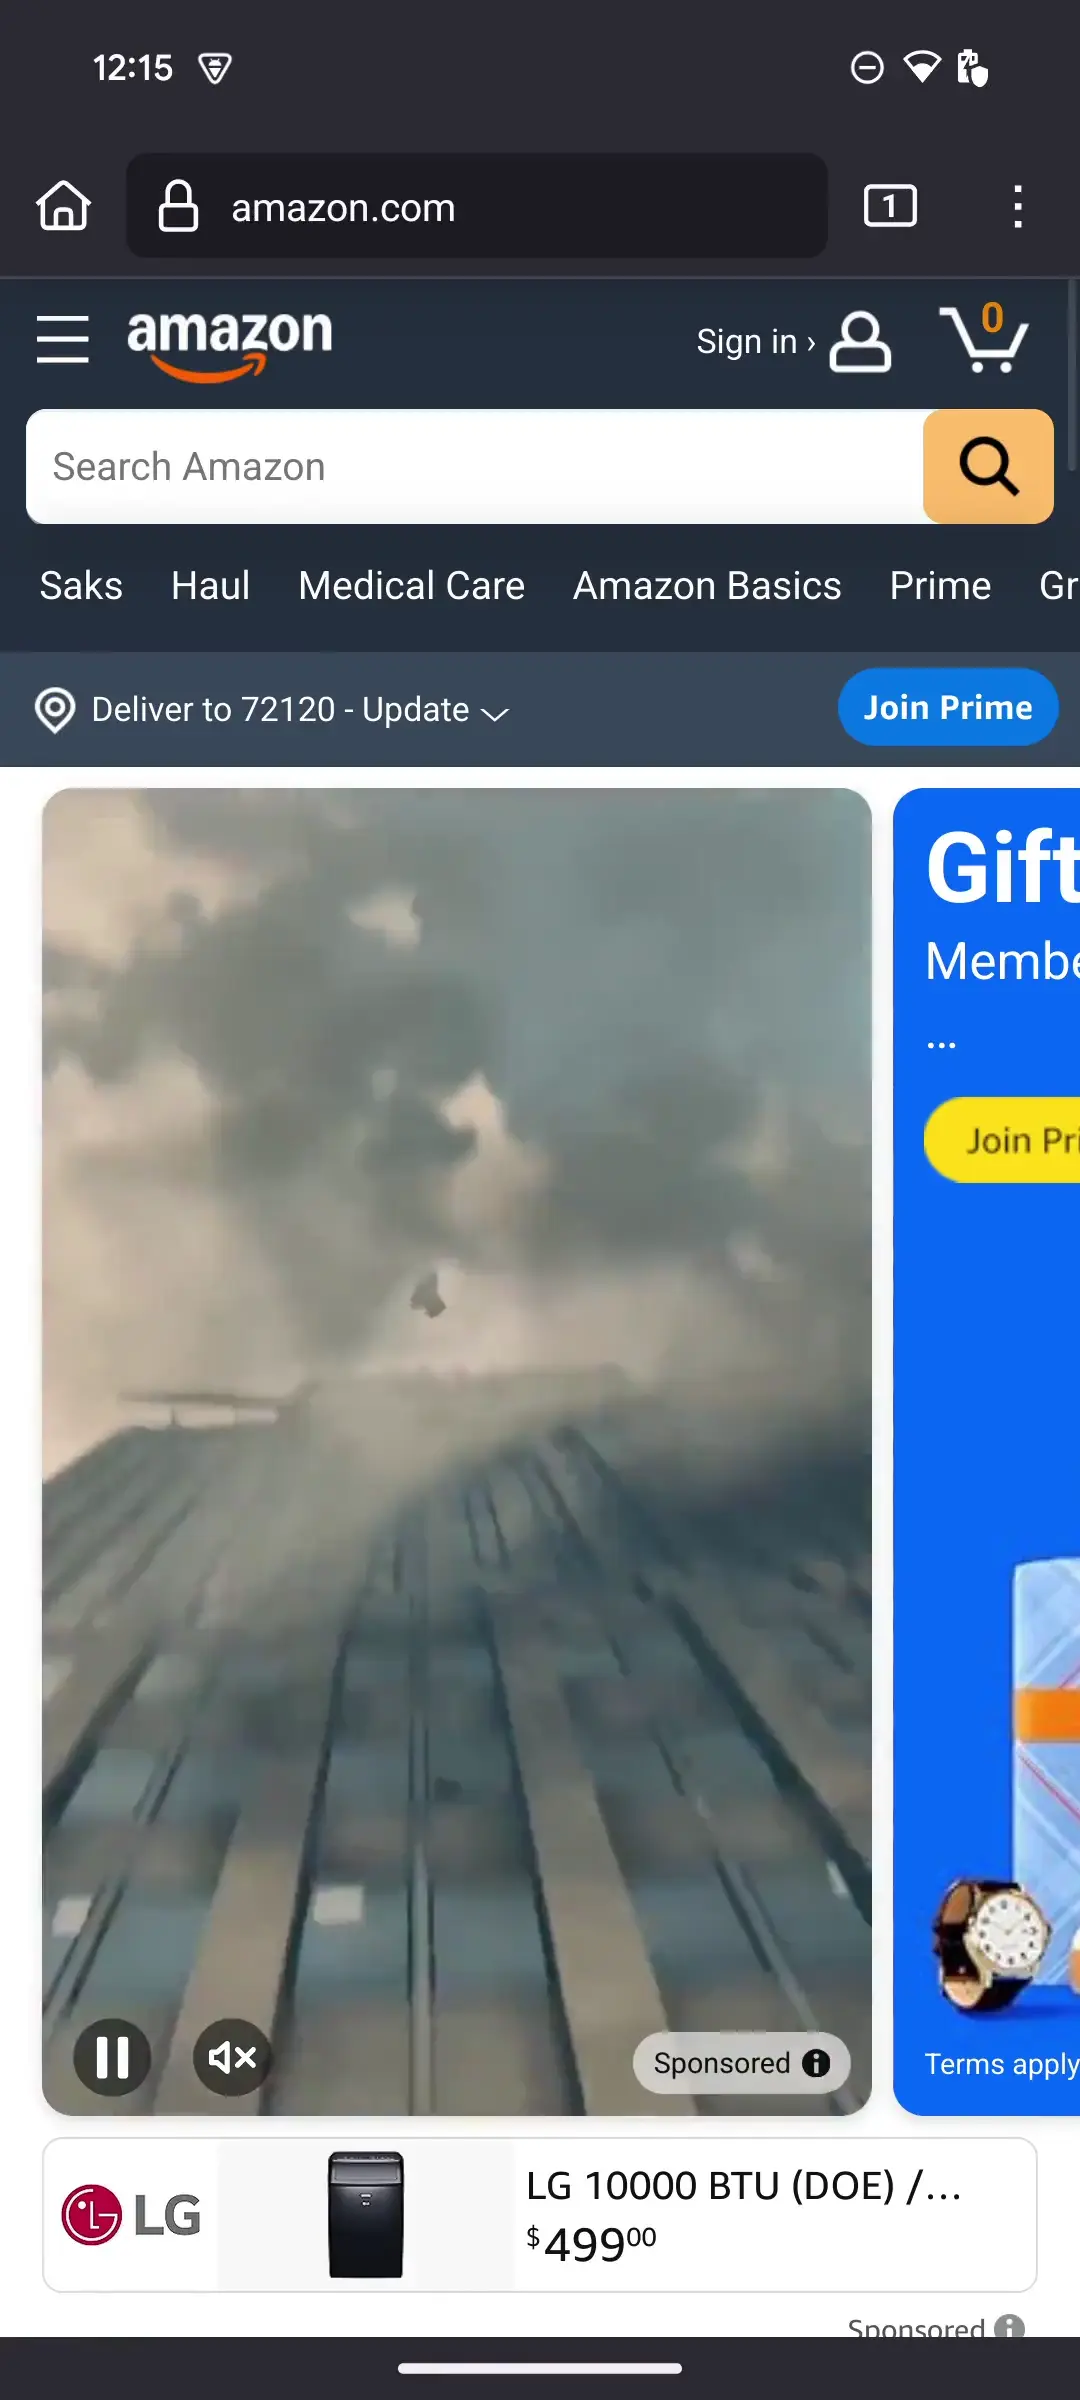 12:15
amazon.com
1
amazon
Sign in ›
0
Search Amazon
Saks Haul Medical Care Amazon Basics Prime Gr
Deliver to 72120 - Update
Join Prime
Gift
Membe
...
Join Pri
Terms apply
Sponsored
LG
LG 10000 BTU (DOE) /...
$49900
Sponsored